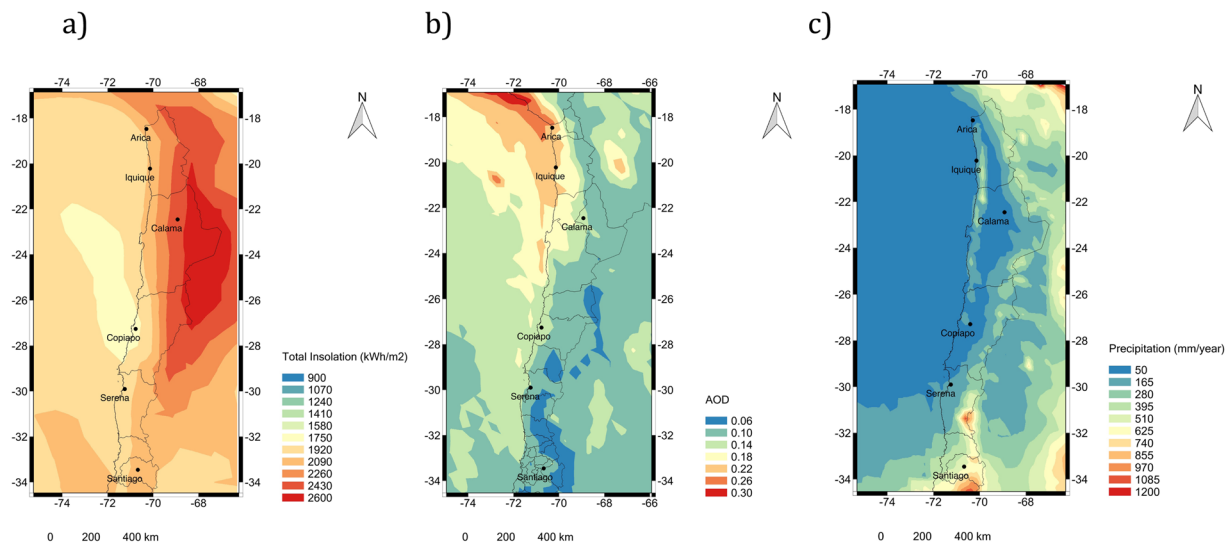 a)
-74 -72 -70 -68
N
-18
-20
-22
-24
-26
-28
-30
-32
-34
Arica
Iquique
Calama
Copiapo
Serena
Santiago
-74 -72 -70 -68
0 200 400 km
Total Insolation (kWh/m2)
900
1070
1240
1410
1580
1750
1920
2090
2260
2430
2600
b)
-74 -72 -70 -68 -66
N
-18
-20
-22
-24
-26
-28
-30
-32
-34
Arica
Iquique
Calama
Copiapo
Serena
Santiago
-18
-20
-22
-24
-26
-28
-30
-32
-34
-74 -72 -70 -68 -66
0 200 400 km
AOD
0.06
0.10
0.14
0.18
0.22
0.26
0.30
c)
-74 -72 -70 -68
N
-18
-20
-22
-24
-26
-28
-30
-32
-34
Arica
Iquique
Calama
Copiapo
Serena
Santiago
-18
-20
-22
-24
-26
-28
-30
-32
-34
-74 -72 -70 -68
0 200 400 km
Precipitation (mm/year)
50
165
280
395
510
625
740
855
970
1085
1200